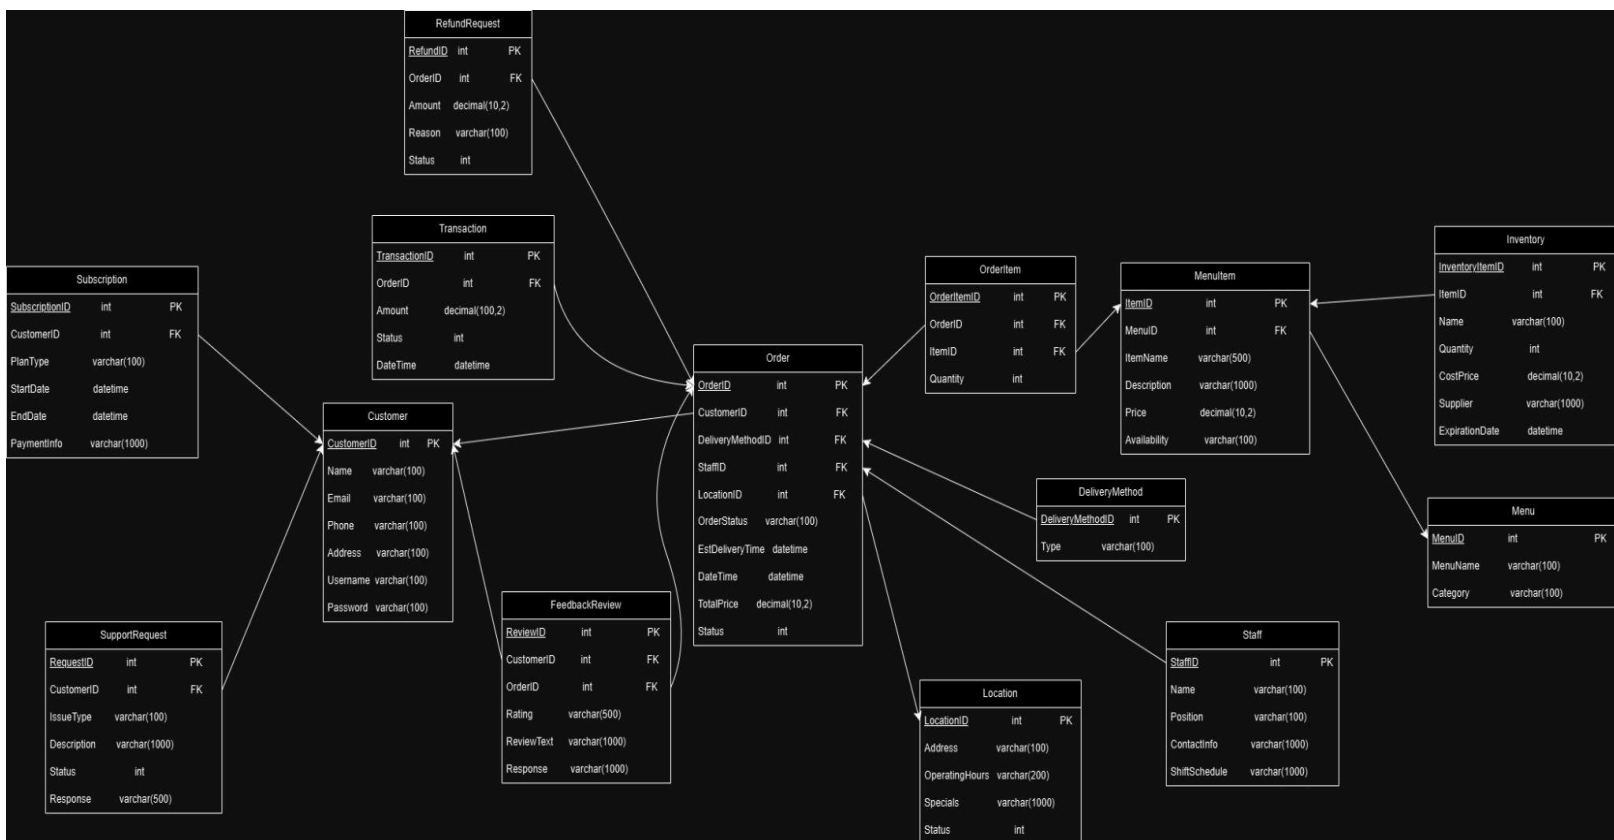 RefundRequest
RefundID int PK
OrderID int FK
Amount decimal(10,2)
Reason varchar(100)
Status int
Transaction
TransactionID int PK
OrderID int FK
Amount decimal(100,2)
Status int
DateTime datetime
Subscription
SubscriptionID int PK
CustomerID int FK
PlanType varchar(100)
StartDate datetime
EndDate datetime
PaymentInfo varchar(1000)
Customer
CustomerID int PK
Name varchar(100)
Email varchar(100)
Phone varchar(100)
Address varchar(100)
Username varchar(100)
Password varchar(100)
SupportRequest
RequestID int PK
CustomerID int FK
IssueType varchar(100)
Description varchar(1000)
Status int
Response varchar(500)
FeedbackReview
ReviewID int PK
CustomerID int FK
OrderID int FK
Rating varchar(500)
ReviewText varchar(1000)
Response varchar(1000)
Order
OrderID int PK
CustomerID int FK
DeliveryMethodID int FK
StaffID int FK
LocationID int FK
OrderStatus varchar(100)
EstDeliveryTime datetime
DateTime datetime
TotalPrice decimal(10,2)
Status int
OrderItem
OrderItemID int PK
OrderID int FK
ItemID int FK
Quantity int
MenuItem
ItemID int PK
MenuID int FK
ItemName varchar(500)
Description varchar(1000)
Price decimal(10,2)
Availability varchar(100)
Inventory
InventoryItemID int PK
ItemID int FK
Name varchar(100)
Quantity int
CostPrice decimal(10,2)
Supplier varchar(1000)
ExpirationDate datetime
DeliveryMethod
DeliveryMethodID int PK
Type varchar(100)
Menu
MenuID int PK
MenuName varchar(100)
Category varchar(100)
Staff
StaffID int PK
Name varchar(100)
Position varchar(100)
ContactInfo varchar(1000)
ShiftSchedule varchar(1000)
Location
LocationID int PK
Address varchar(100)
OperatingHours varchar(200)
Specials varchar(1000)
Status int